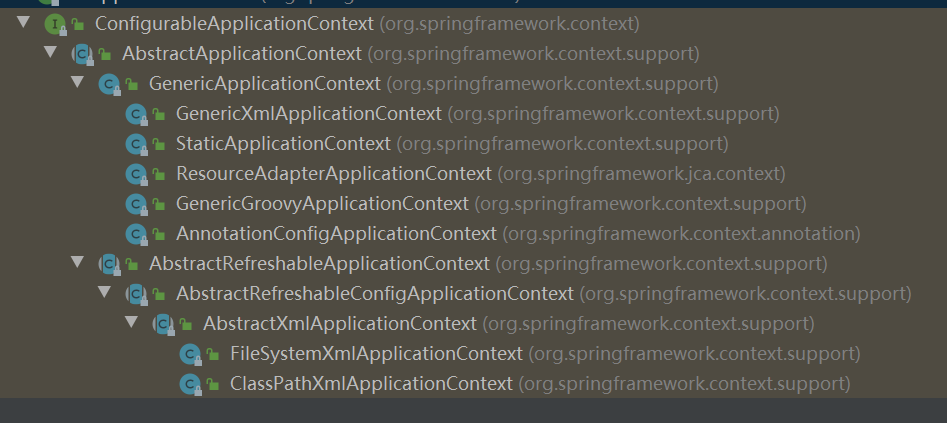 ConfigurableApplicationContext (org.springframework.context)
AbstractApplicationContext (org.springframework.context.support)
GenericApplicationContext (org.springframework.context.support)
GenericXmlApplicationContext (org.springframework.context.support)
StaticApplicationContext (org.springframework.context.support)
ResourceAdapterApplicationContext (org.springframework.jca.context)
GenericGroovyApplicationContext (org.springframework.context.support)
AnnotationConfigApplicationContext (org.springframework.context.annotation)
AbstractRefreshableApplicationContext (org.springframework.context.support)
AbstractRefreshableConfigApplicationContext (org.springframework.context.support)
AbstractXmlApplicationContext (org.springframework.context.support)
FileSystemXmlApplicationContext (org.springframework.context.support)
ClassPathXmlApplicationContext (org.springframework.context.support)